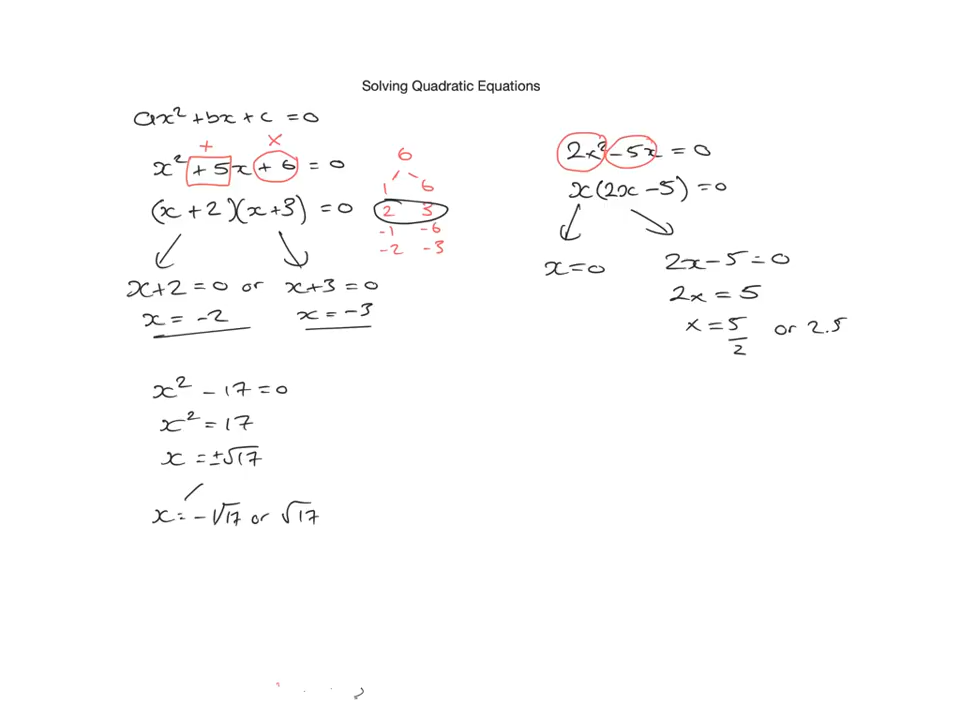 Solving Quadratic Equations
ax² + bx + c = 0
+ ×
x² + 5x + 6 = 0
(x + 2)(x + 3) = 0
x + 2 = 0 or x + 3 = 0
x = -2 x = -3
6
1 6
2 3
-1 -6
-2 -3
x² - 17 = 0
x² = 17
x = ±√17
x = -√17 or √17
2x² - 5x = 0
x(2x - 5) = 0
x = 0 2x - 5 = 0
2x = 5
x = 5/2 or 2.5